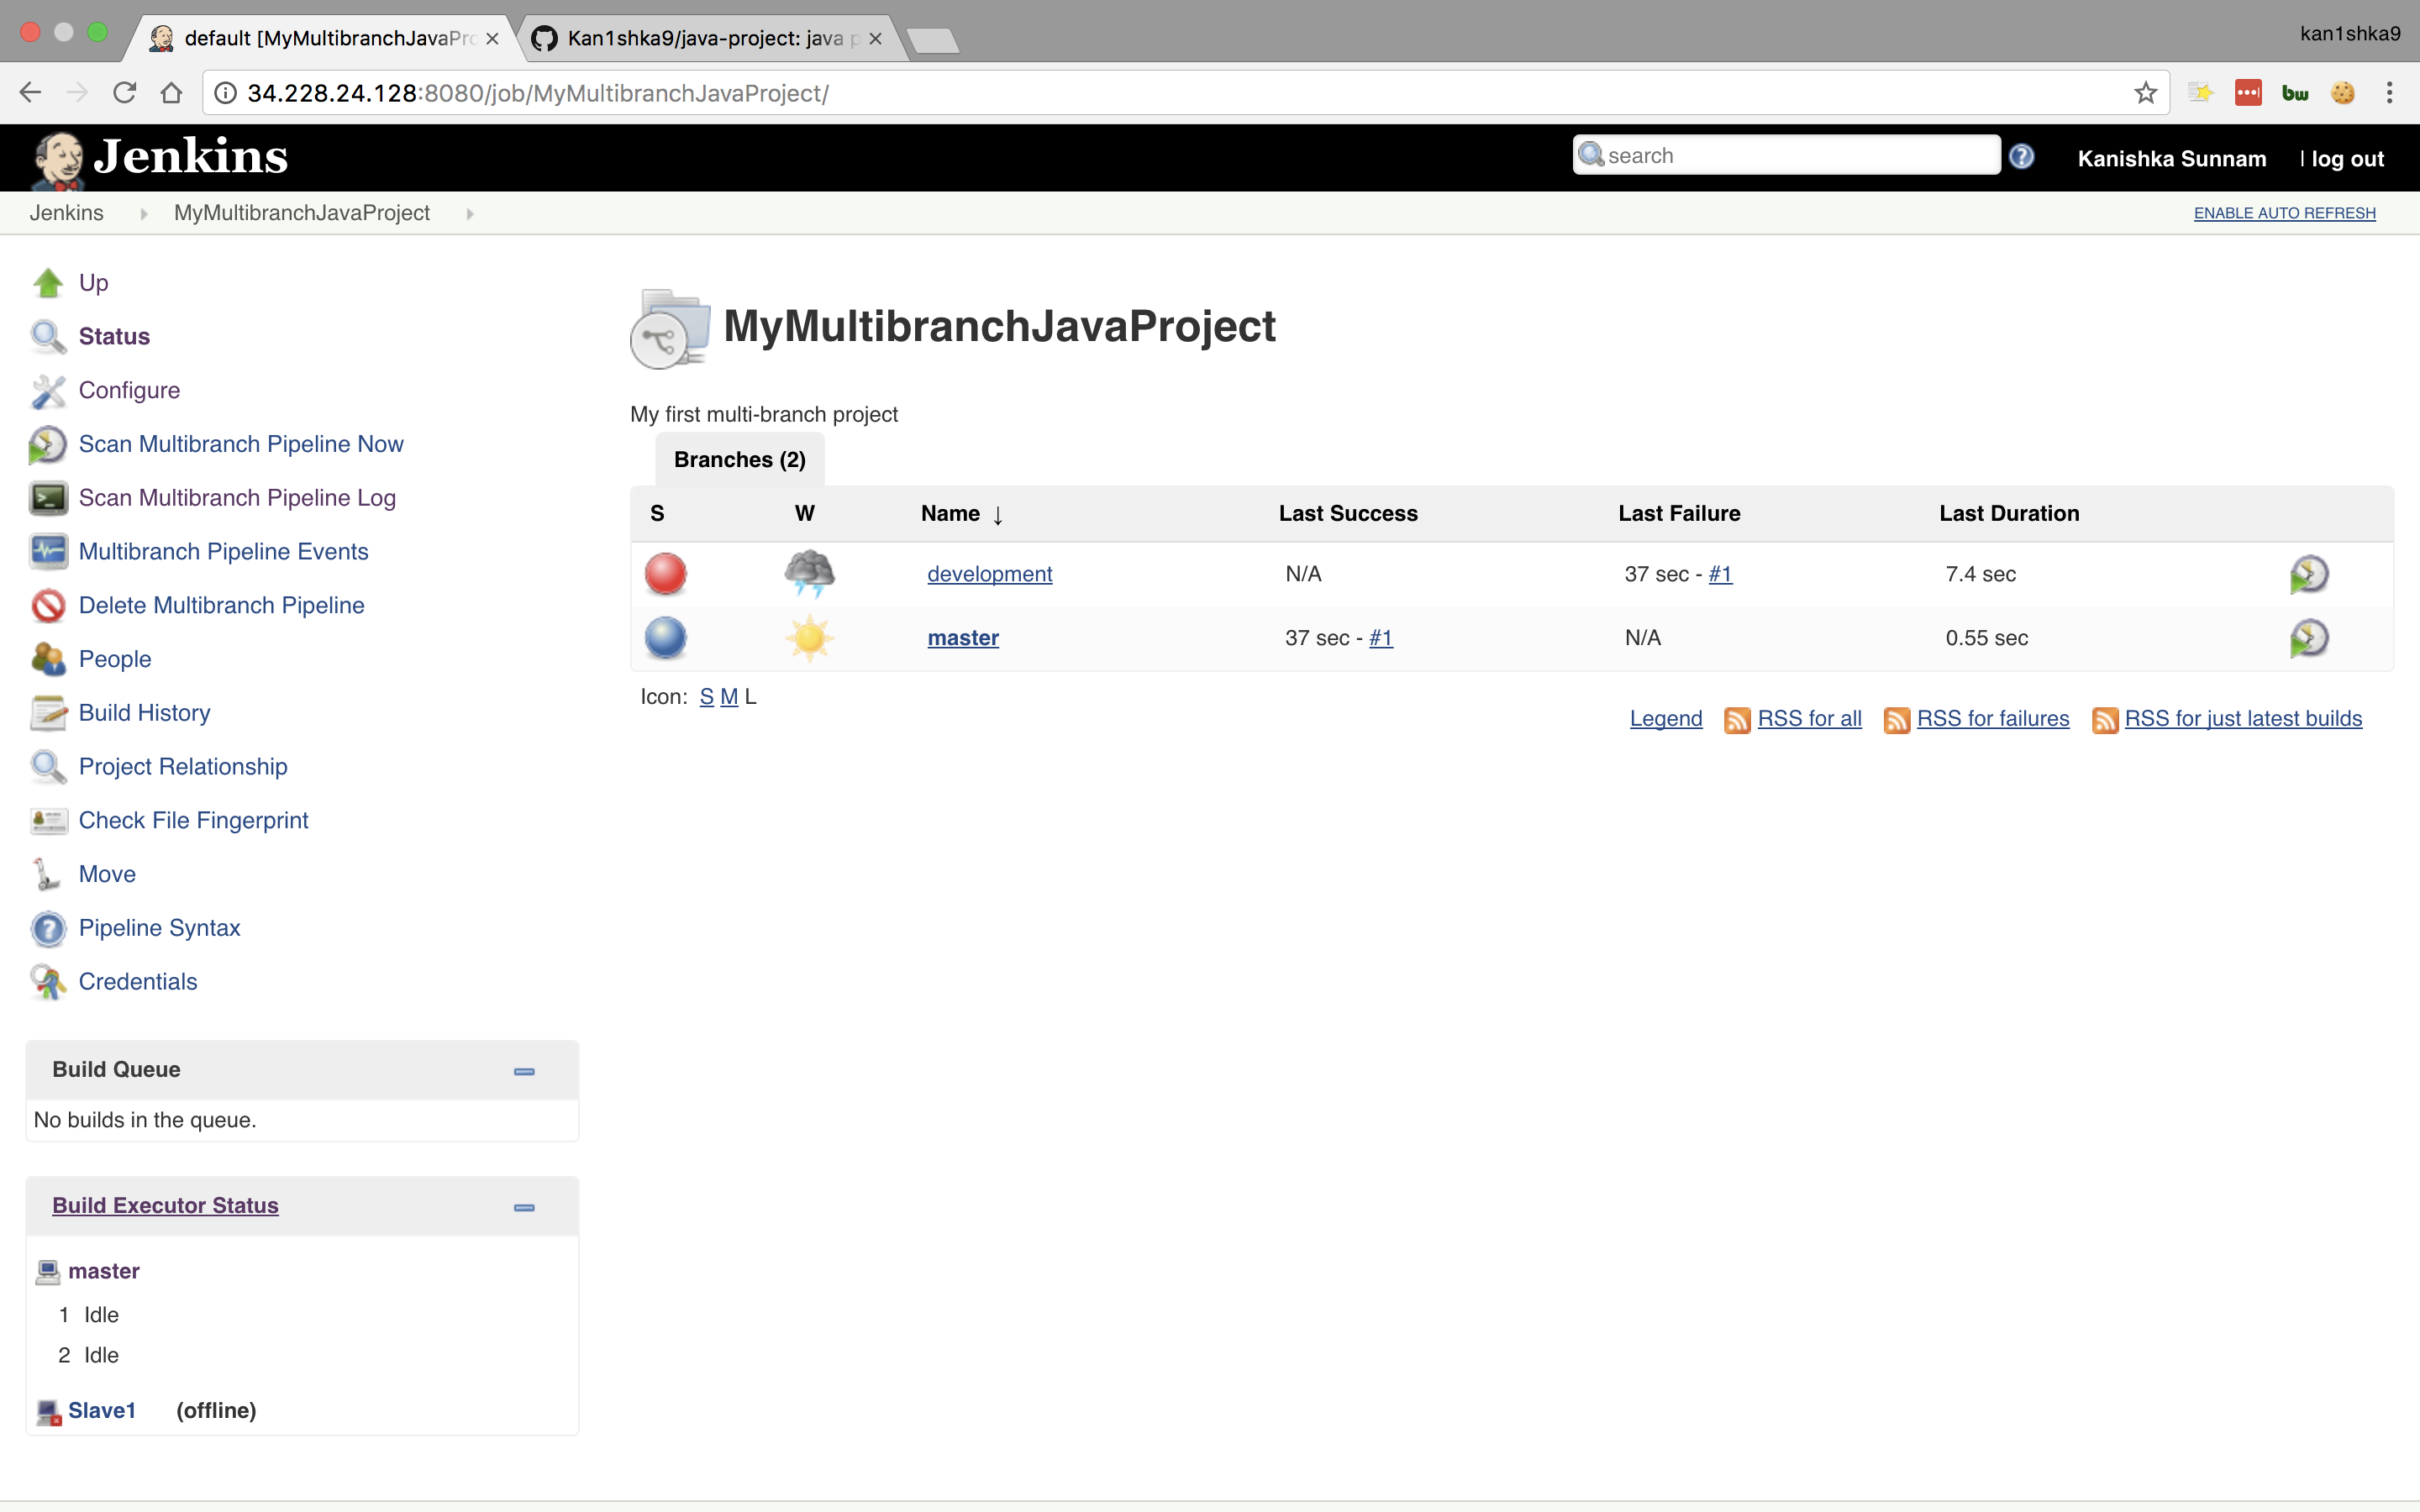 default [MyMultibranchJavaPro
Kan1shka9/java-project: java p
kan1shka9
34.228.24.128:8080/job/MyMultibranchJavaProject/
bw
Jenkins
search
Kanishka Sunnam | log out
Jenkins MyMultibranchJavaProject
ENABLE AUTO REFRESH
Up
Status
Configure
Scan Multibranch Pipeline Now
Scan Multibranch Pipeline Log
Multibranch Pipeline Events
Delete Multibranch Pipeline
People
Build History
Project Relationship
Check File Fingerprint
Move
Pipeline Syntax
Credentials
Build Queue
No builds in the queue.
Build Executor Status
master
1 Idle
2 Idle
Slave1 (offline)
MyMultibranchJavaProject
My first multi-branch project
Branches (2)
S W Name ↓ Last Success Last Failure Last Duration
development N/A 37 sec - #1 7.4 sec
master 37 sec - #1 N/A 0.55 sec
Icon: S M L
Legend RSS for all RSS for failures RSS for just latest builds